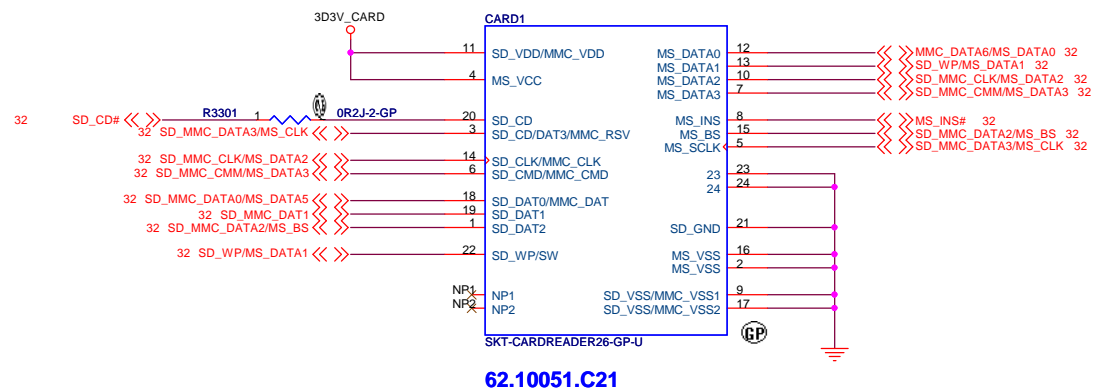 3D3V_CARD
CARD1
11 SD_VDD/MMC_VDD
4 MS_VCC
32 SD_CD# R3301 1 0R2J-2-GP 20 SD_CD
32 SD_MMC_DATA3/MS_CLK 3 SD_CD/DAT3/MMC_RSV
32 SD_MMC_CLK/MS_DATA2 14 SD_CLK/MMC_CLK
32 SD_MMC_CMM/MS_DATA3 6 SD_CMD/MMC_CMD
32 SD_MMC_DATA0/MS_DATA5 18 SD_DAT0/MMC_DAT
32 SD_MMC_DAT1 19 SD_DAT1
32 SD_MMC_DATA2/MS_BS 1 SD_DAT2
32 SD_WP/MS_DATA1 22 SD_WP/SW
NP1 NP1
NP2 NP2
MS_DATA0 12 MMC_DATA6/MS_DATA0 32
MS_DATA1 13 SD_WP/MS_DATA1 32
MS_DATA2 10 SD_MMC_CLK/MS_DATA2 32
MS_DATA3 7 SD_MMC_CMM/MS_DATA3 32
MS_INS 8 MS_INS# 32
MS_BS 15 SD_MMC_DATA2/MS_BS 32
MS_SCLK 5 SD_MMC_DATA3/MS_CLK 32
23 23
24 24
SD_GND 21
MS_VSS 16
MS_VSS 2
SD_VSS/MMC_VSS1 9
SD_VSS/MMC_VSS2 17
GP
SKT-CARDREADER26-GP-U
62.10051.C21